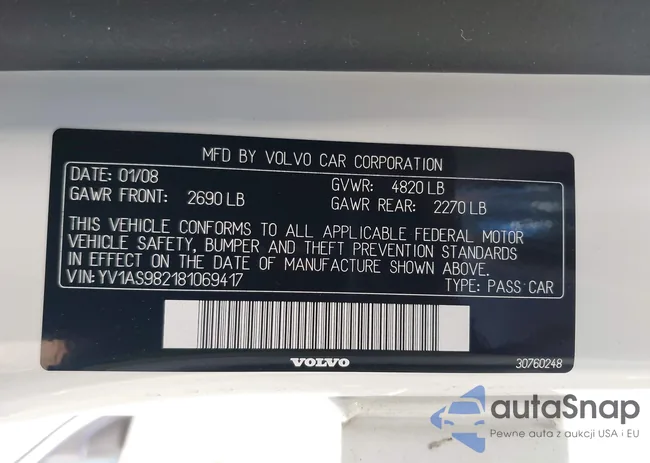 MFD BY VOLVO CAR CORPORATION
DATE: 01/08 GVWR: 4820 LB
GAWR FRONT: 2690 LB GAWR REAR: 2270 LB
THIS VEHICLE CONFORMS TO ALL APPLICABLE FEDERAL MOTOR
VEHICLE SAFETY, BUMPER AND THEFT PREVENTION STANDARDS
IN EFFECT ON THE DATE OF MANUFACTURE SHOWN ABOVE.
VIN: YV1AS982181069417 TYPE: PASS CAR
VOLVO 30760248
autaSnap
Pewne auta z aukcji USA i EU